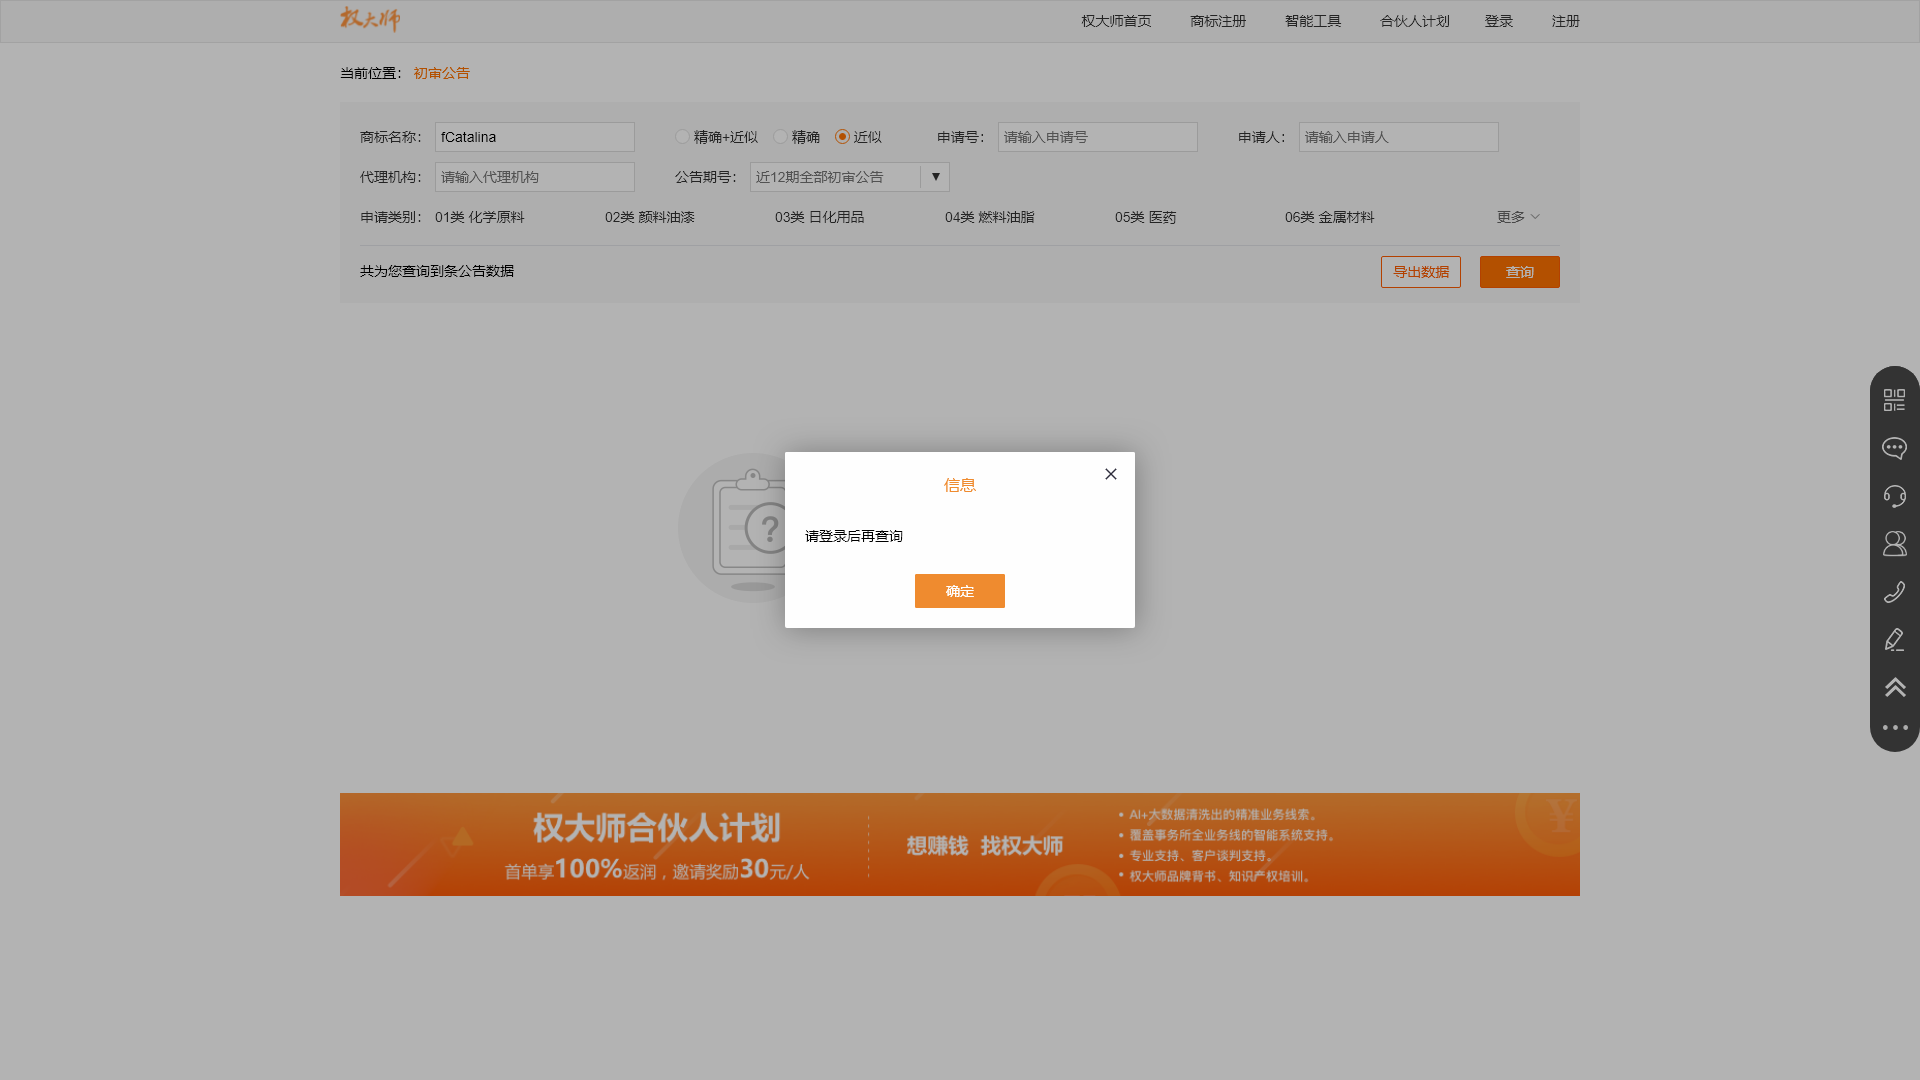 权大师
权大师首页 商标注册 智能工具 合伙人计划 登录 注册
当前位置： 初审公告
商标名称： fCatalina 精确+近似 精确 近似 申请号： 请输入申请号 申请人： 请输入申请人
代理机构： 请输入代理机构 公告期号： 近12期全部初审公告
申请类别： 01类 化学原料 02类 颜料油漆 03类 日化用品 04类 燃料油脂 05类 医药 06类 金属材料 更多
共为您查询到条公告数据 导出数据 查询
信息
请登录后再查询
确定
权大师合伙人计划
首单享100%返润，邀请奖励30元/人
想赚钱 找权大师
• AI+大数据清洗出的精准业务线索。
• 覆盖事务所全业务线的智能系统支持。
• 专业支持、客户谈判支持。
• 权大师品牌背书、知识产权培训。